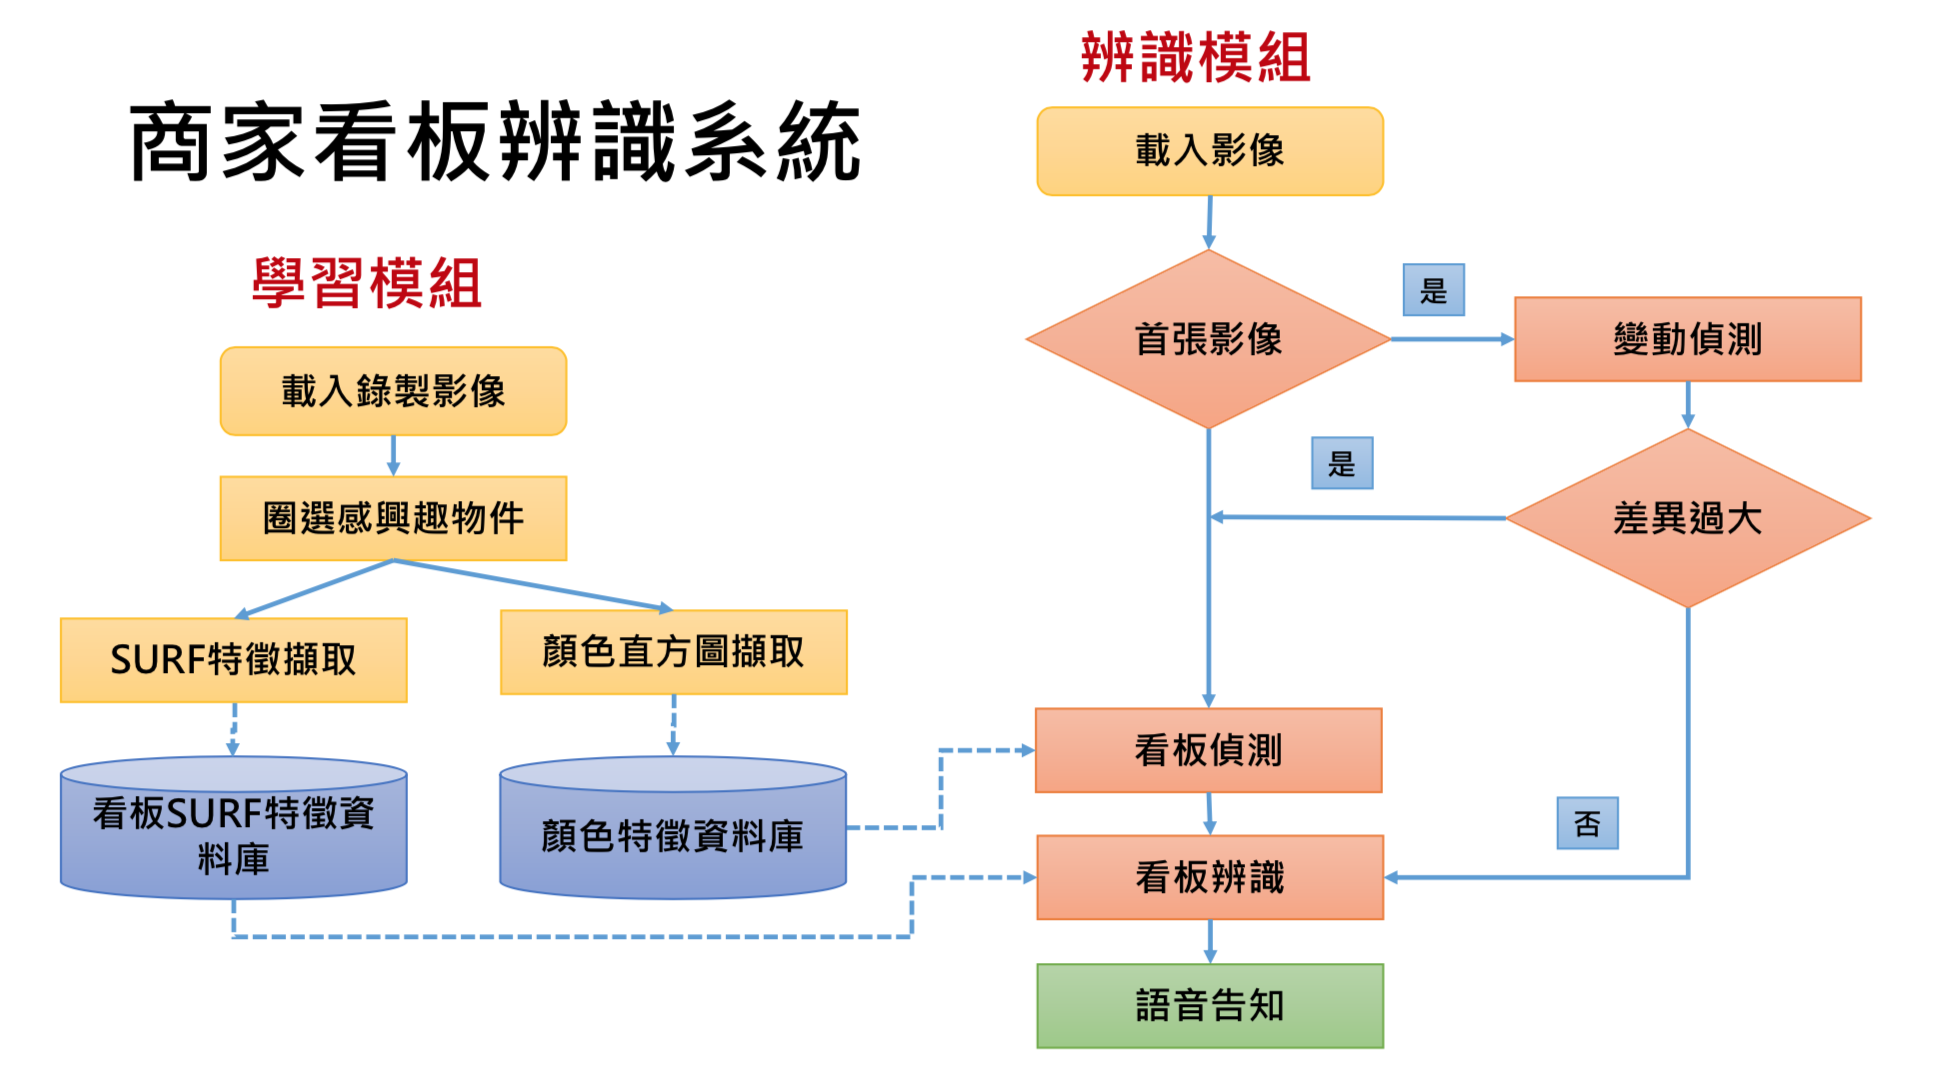 商家看板辨識系統
學習模組
載入錄製影像
圈選感興趣物件
SURF特徵擷取
顏色直方圖擷取
看板SURF特徵資
料庫
顏色特徵資料庫
辨識模組
載入影像
首張影像
是
變動偵測
是
差異過大
看板偵測
否
看板辨識
語音告知